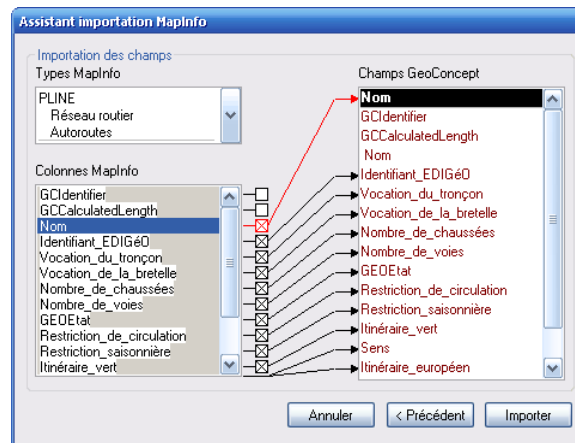 Assistant importation MapInfo
Importation des champs
Types MapInfo
PLINE
Réseau routier
Autoroutes
Colonnes MapInfo
GCIdentifier
GCCalculatedLength
Nom
Identifiant_EDIGéO
Vocation_du_tronçon
Vocation_de_la_bretelle
Nombre_de_chaussées
Nombre_de_voies
GEOEtat
Restriction_de_circulation
Restriction_saisonnière
Itinéraire_vert
Champs GeoConcept
Nom
GCIdentifier
GCCalculatedLength
Nom
Identifiant_EDIGéO
Vocation_du_tronçon
Vocation_de_la_bretelle
Nombre_de_chaussées
Nombre_de_voies
GEOEtat
Restriction_de_circulation
Restriction_saisonnière
Itinéraire_vert
Sens
Itinéraire_européen
Annuler
< Précédent
Importer